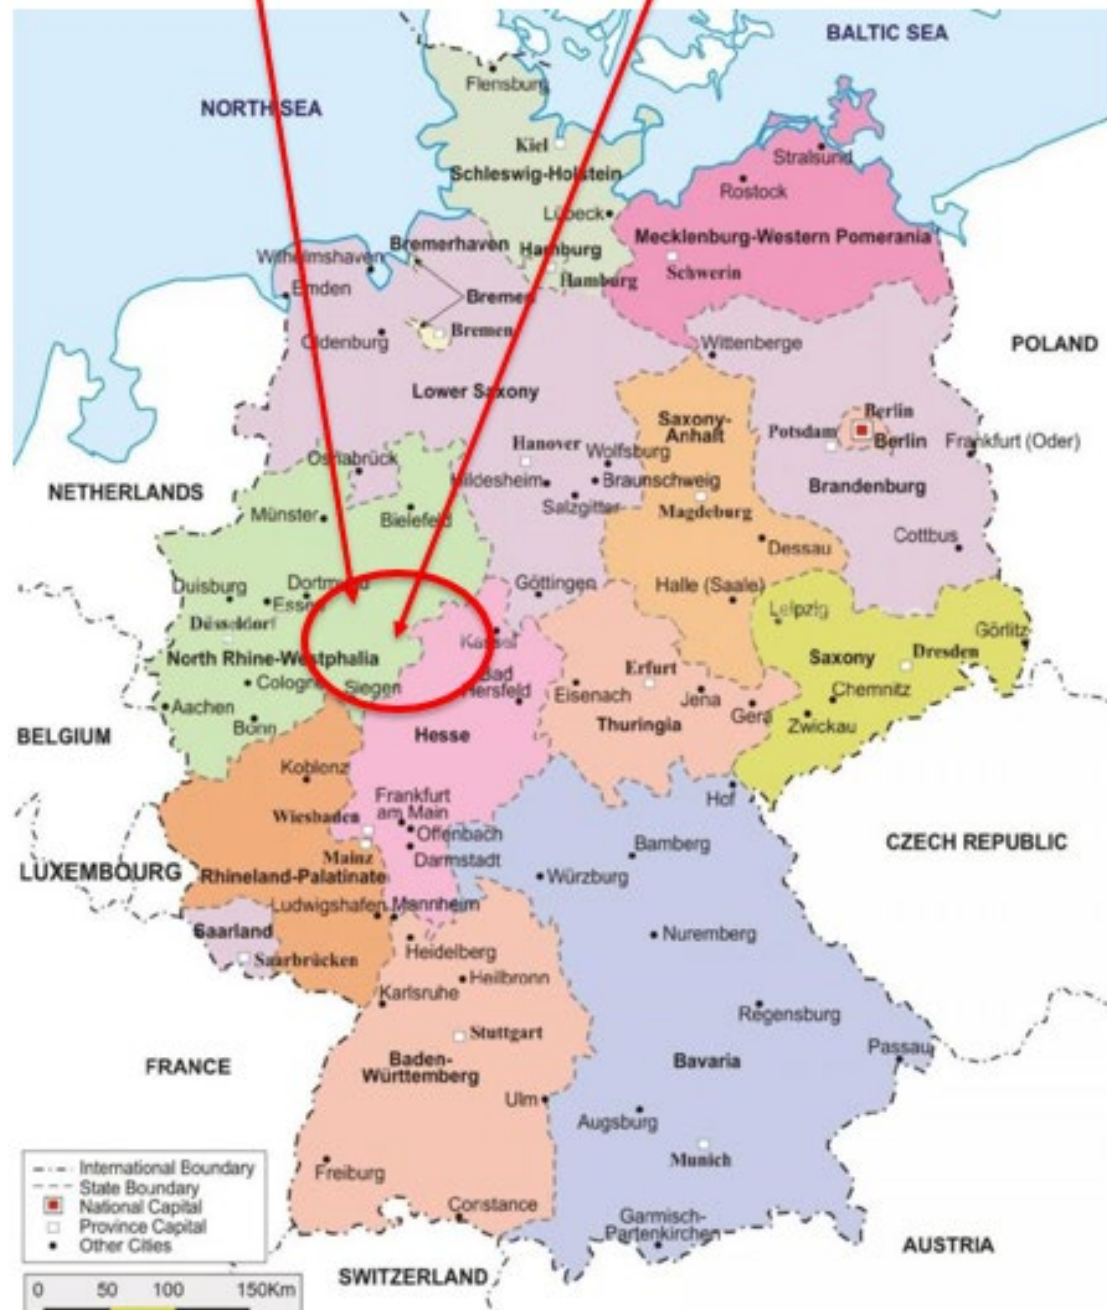 BALTIC SEA
NORTH SEA
Flensburg
Kiel
Schleswig-Holstein
Stralsund
Rostock
Lübeck
Mecklenburg-Western Pomerania
Bremerhaven
Hamburg
Wilhelmshaven
Schwerin
Hamburg
Emden
Bremen
Bremen
Oldenburg
Wittenberge
POLAND
Lower Saxony
Saxony-
Anhalt
Berlin
Potsdam
Berlin
Frankfurt (Oder)
Hanover
Osnabrück
Wolfsburg
Hildesheim
Braunschweig
Brandenburg
NETHERLANDS
Salzgitter
Magdeburg
Münster
Bielefeld
Cottbus
Dessau
Duisburg
Dortmund
Göttingen
Halle (Saale)
Essen
Leipzig
Düsseldorf
Görlitz
Kassel
North Rhine-Westphalia
Erfurt
Saxony
Dresden
Cologne
Siegen
Bad
Hersfeld
Eisenach
Jena
Chemnitz
Aachen
Gera
Bonn
Thuringia
Zwickau
BELGIUM
Hesse
Koblenz
Hof
Frankfurt
am Main
Wiesbaden
Offenbach
Bamberg
CZECH REPUBLIC
Mainz
Darmstadt
LUXEMBOURG
Rhineland-Palatinate
Würzburg
Ludwigshafen
Mannheim
Saarland
Nuremberg
Heidelberg
Saarbrücken
Heilbronn
Karlsruhe
Regensburg
Stuttgart
FRANCE
Baden-
Württemberg
Bavaria
Passau
Ulm
Augsburg
Munich
International Boundary
State Boundary
National Capital
Province Capital
Other Cities
Freiburg
Constance
Garmisch-
Partenkirchen
AUSTRIA
SWITZERLAND
0 50 100 150Km